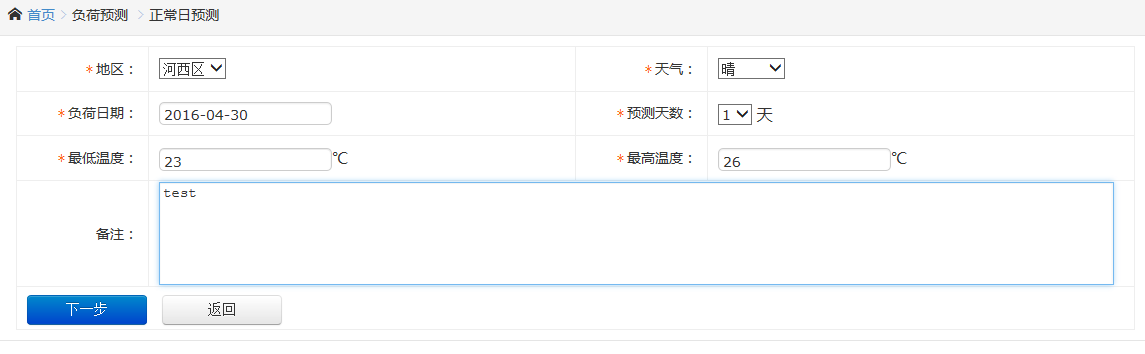 首页 负荷预测 正常日预测
*地区： 河西区 *天气： 晴
*负荷日期： 2016-04-30 *预测天数： 1 天
*最低温度： 23 ℃ *最高温度： 26 ℃
备注： test
下一步 返回